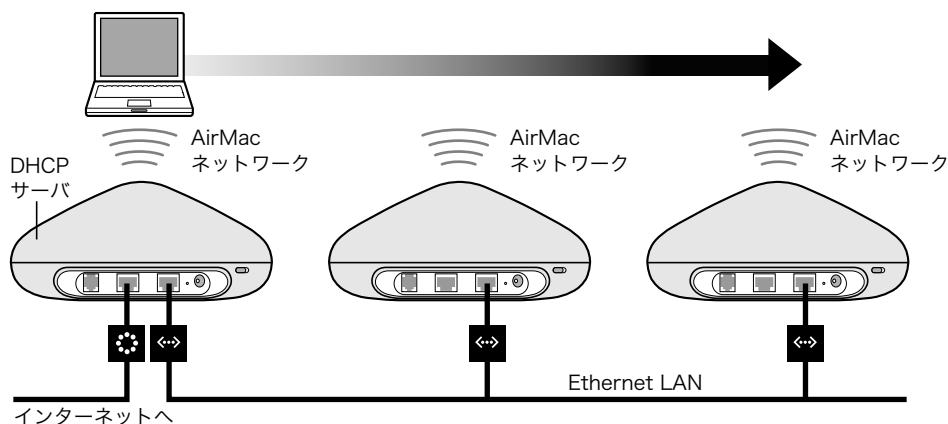 AirMac
ネットワーク
AirMac
ネットワーク
AirMac
ネットワーク
DHCP
サーバ
Ethernet LAN
インターネットへ